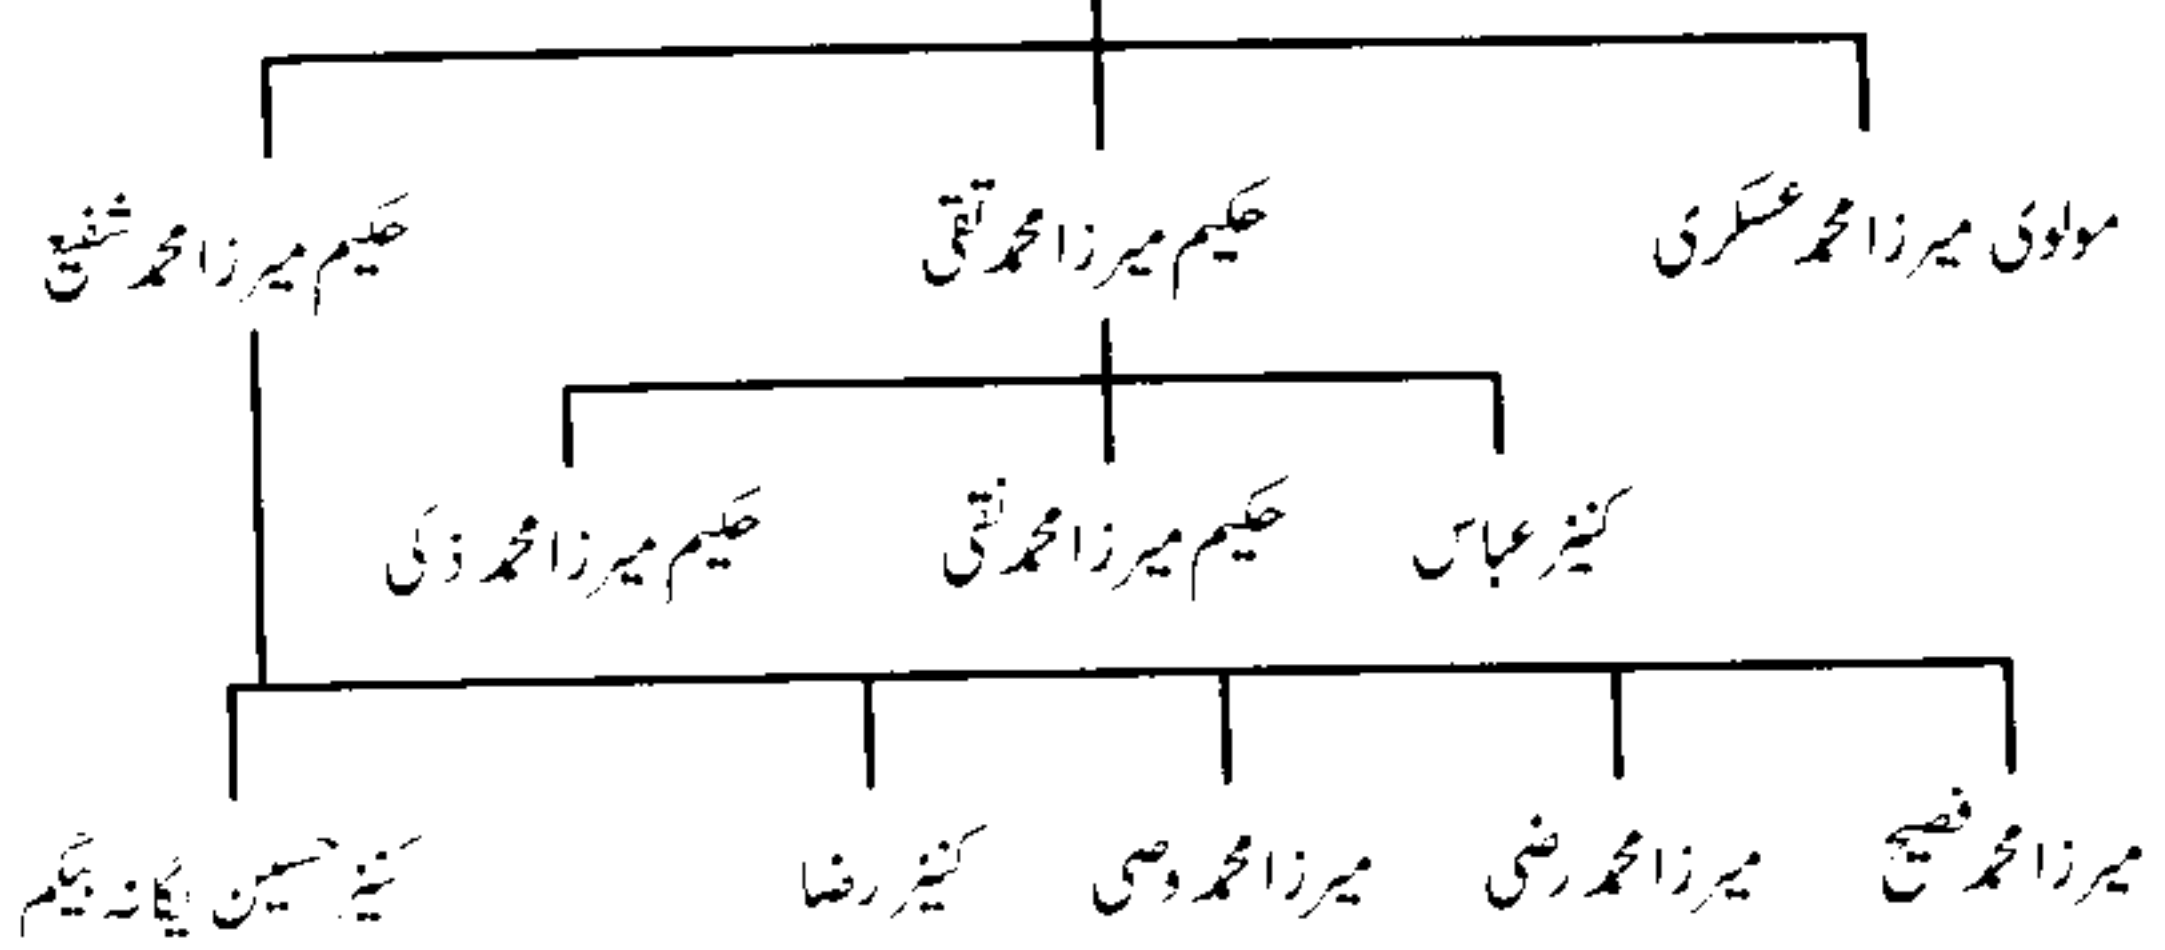 مولوی میرزا محمد عسکری حکیم میرزا محمد تقی حکیم میرزا محمد شفیع
کنیز عباس حکیم میرزا محمد نقی حکیم میرزا محمد ذکی
میرزا محمد فصیح میرزا محمد رضی میرزا محمد وصی کنیز رضا کنیز حسین یگانہ بیگم